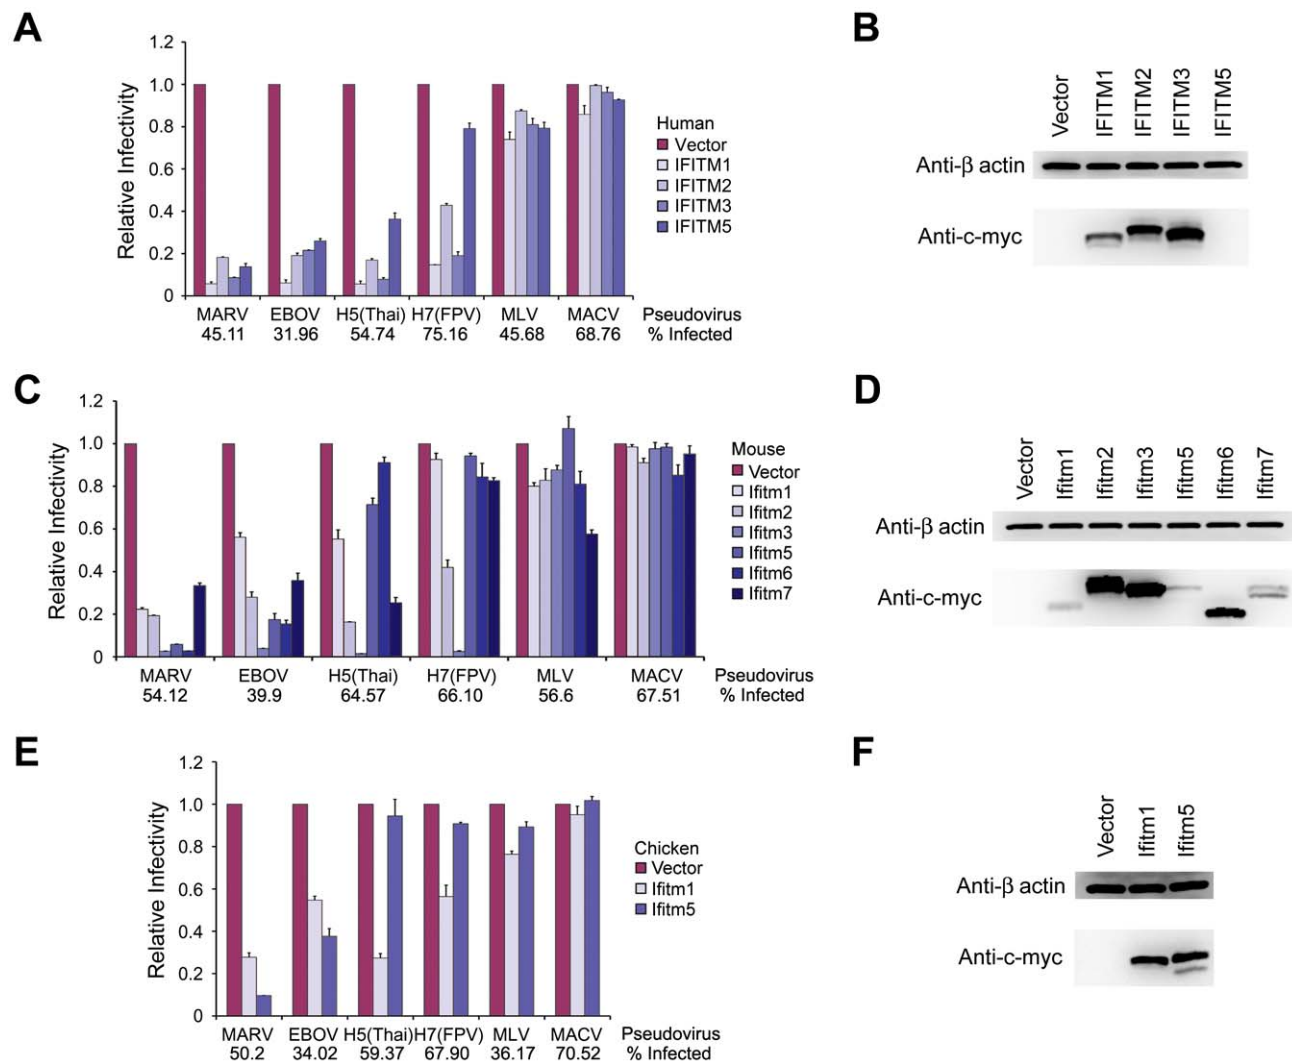 A
Relative Infectivity
1.2
1.0
0.8
0.6
0.4
0.2
0
Human
Vector
IFITM1
IFITM2
IFITM3
IFITM5
MARV EBOV H5(Thai) H7(FPV) MLV MACV Pseudovirus
45.11 31.96 54.74 75.16 45.68 68.76 % Infected
B
Vector
IFITM1
IFITM2
IFITM3
IFITM5
Anti-β actin
Anti-c-myc
C
Relative Infectivity
1.2
1.0
0.8
0.6
0.4
0.2
0
Mouse
Vector
Ifitm1
Ifitm2
Ifitm3
Ifitm5
Ifitm6
Ifitm7
MARV EBOV H5(Thai) H7(FPV) MLV MACV Pseudovirus
54.12 39.9 64.57 66.10 56.6 67.51 % Infected
D
Vector
Ifitm1
Ifitm2
Ifitm3
Ifitm5
Ifitm6
Ifitm7
Anti-β actin
Anti-c-myc
E
Relative Infectivity
1.2
1.0
0.8
0.6
0.4
0.2
0
Chicken
Vector
Ifitm1
Ifitm5
MARV EBOV H5(Thai) H7(FPV) MLV MACV Pseudovirus
50.2 34.02 59.37 67.90 36.17 70.52 % Infected
F
Vector
Ifitm1
Ifitm5
Anti-β actin
Anti-c-myc